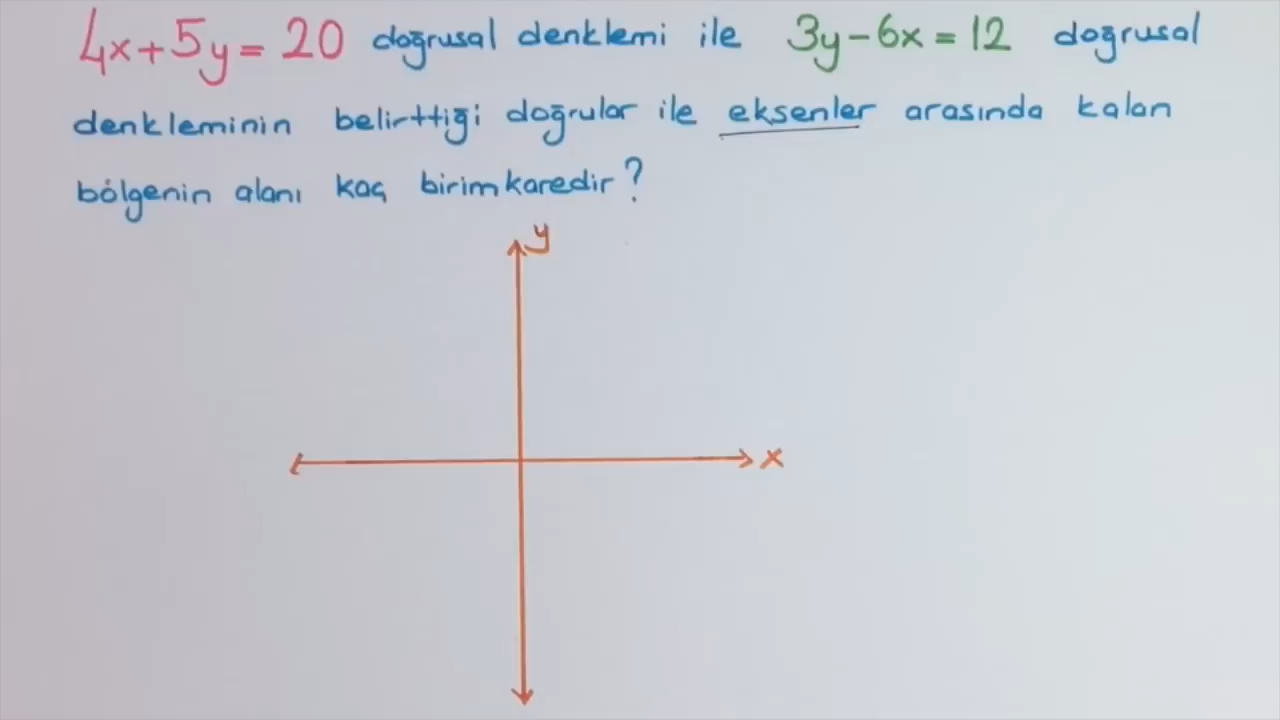 4x+5y=20 doğrusal denklemi ile 3y-6x=12 doğrusal
denkleminin belirttiği doğrular ile eksenler arasında kalan
bölgenin alanı kaç birimkaredir?
y
x